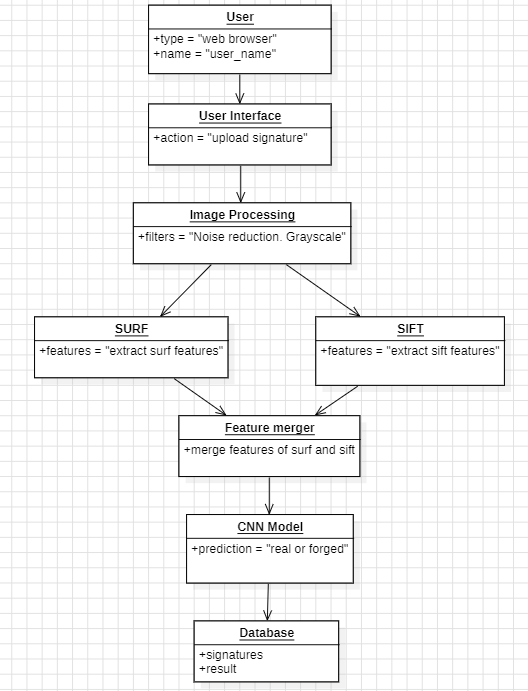 User
+type = "web browser"
+name = "user_name"
User Interface
+action = "upload signature"
Image Processing
+filters = "Noise reduction. Grayscale"
SURF
+features = "extract surf features"
SIFT
+features = "extract sift features"
Feature merger
+merge features of surf and sift
CNN Model
+prediction = "real or forged"
Database
+signatures
+result